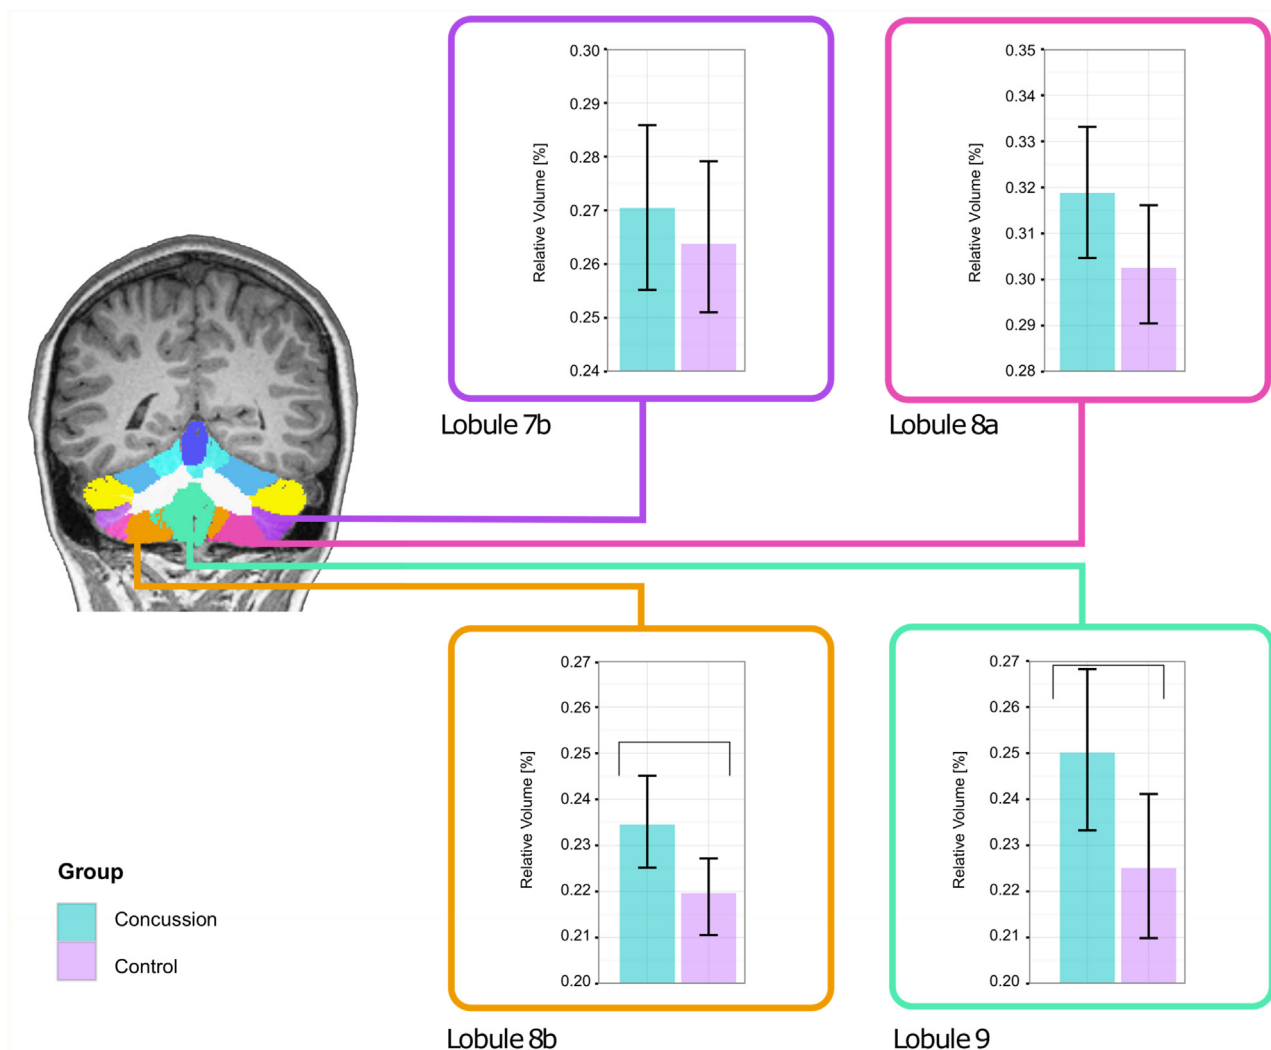 0.30
0.29
0.28
0.27
0.26
0.25
0.24
Relative Volume [%]
Lobule 7b
0.35
0.34
0.33
0.32
0.31
0.30
0.29
0.28
Relative Volume [%]
Lobule 8a
0.27
0.26
0.25
0.24
0.23
0.22
0.21
0.20
Relative Volume [%]
Lobule 8b
0.27
0.26
0.25
0.24
0.23
0.22
0.21
0.20
Relative Volume [%]
Lobule 9
Group
Concussion
Control